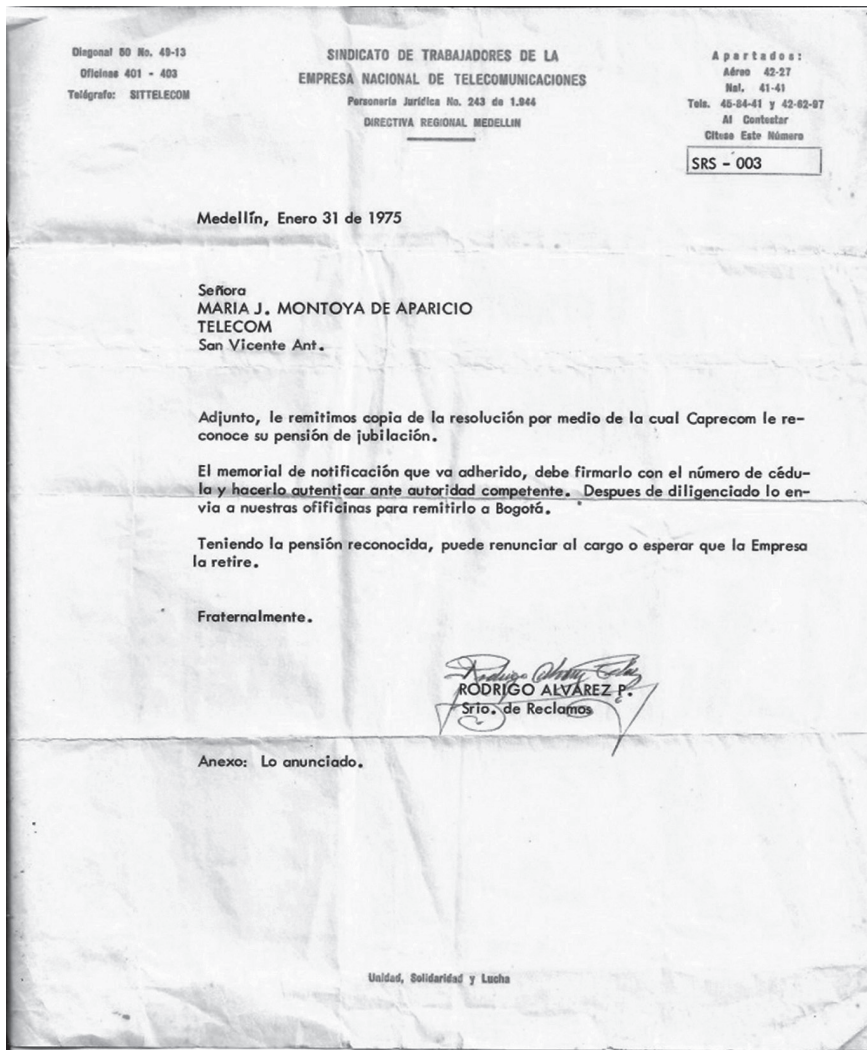 Diagonal 50 No. 49-13
Oficinas 401 - 403
Telégrafo: SITTELECOM
SINDICATO DE TRABAJADORES DE LA
EMPRESA NACIONAL DE TELECOMUNICACIONES
Personería Jurídica No. 243 de 1.944
DIRECTIVA REGIONAL MEDELLIN
Apartados:
Aéreo 42-27
Nal. 41-41
Tels. 45-84-41 y 42-62-97
Al Contestar
Cítese Este Número
SRS - 003
Medellín, Enero 31 de 1975
Señora
MARIA J. MONTOYA DE APARICIO
TELECOM
San Vicente Ant.
Adjunto, le remitimos copia de la resolución por medio de la cual Caprecom le re-
conoce su pensión de jubilación.
El memorial de notificación que va adherido, debe firmarlo con el número de cédu-
la y hacerlo autenticar ante autoridad competente. Despues de diligenciado lo en-
via a nuestras ofificinas para remitirlo a Bogotá.
Teniendo la pensión reconocida, puede renunciar al cargo o esperar que la Empresa
la retire.
Fraternalmente.
RODRIGO ALVAREZ P.
Srio. de Reclamos
Anexo: Lo anunciado.
Unidad, Solidaridad y Lucha